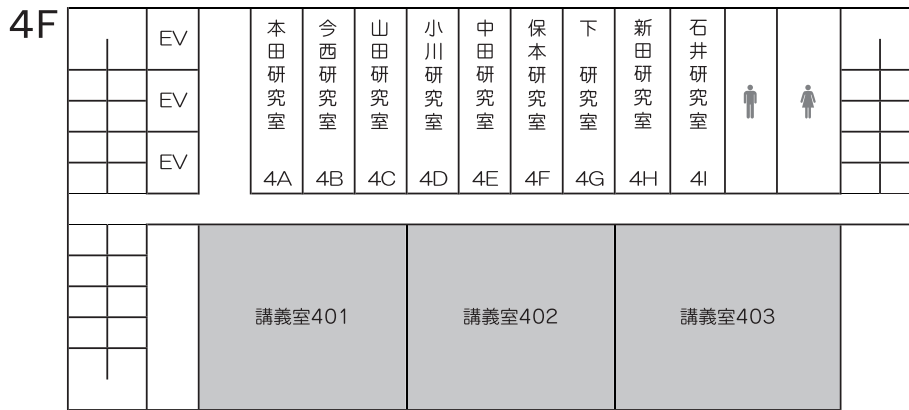 4F
EV
EV
EV
本田研究室
4A
今西研究室
4B
山田研究室
4C
小川研究室
4D
中田研究室
4E
保本研究室
4F
下 研究室
4G
新田研究室
4H
石井研究室
4I
講義室401
講義室402
講義室403